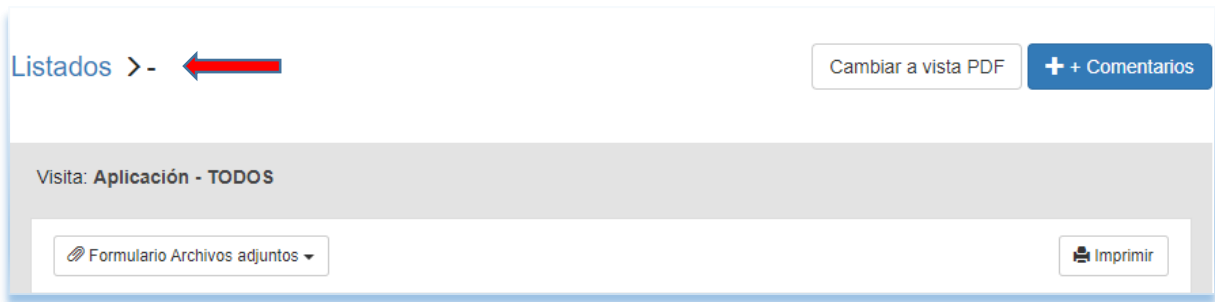 Listados > -
Cambiar a vista PDF
+ + Comentarios
Visita: Aplicación - TODOS
Formulario Archivos adjuntos
Imprimir